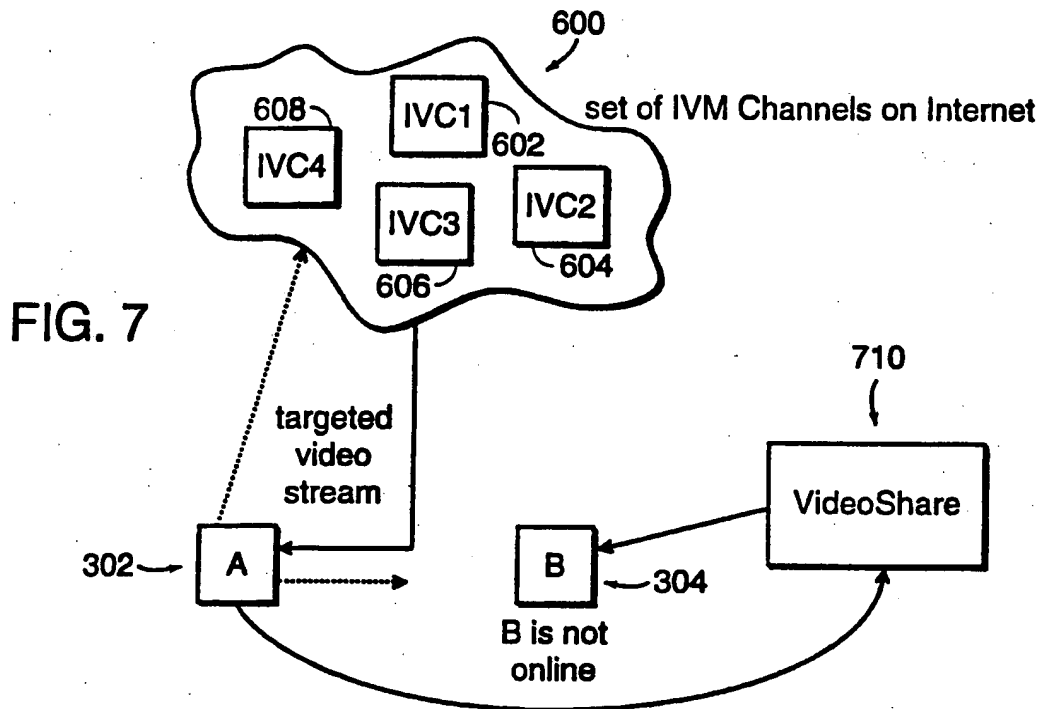 600
set of IVM Channels on Internet
608
IVC1
602
IVC4
IVC3
IVC2
606
604
FIG. 7
710
targeted
video
stream
VideoShare
302
A
B
304
B is not
online